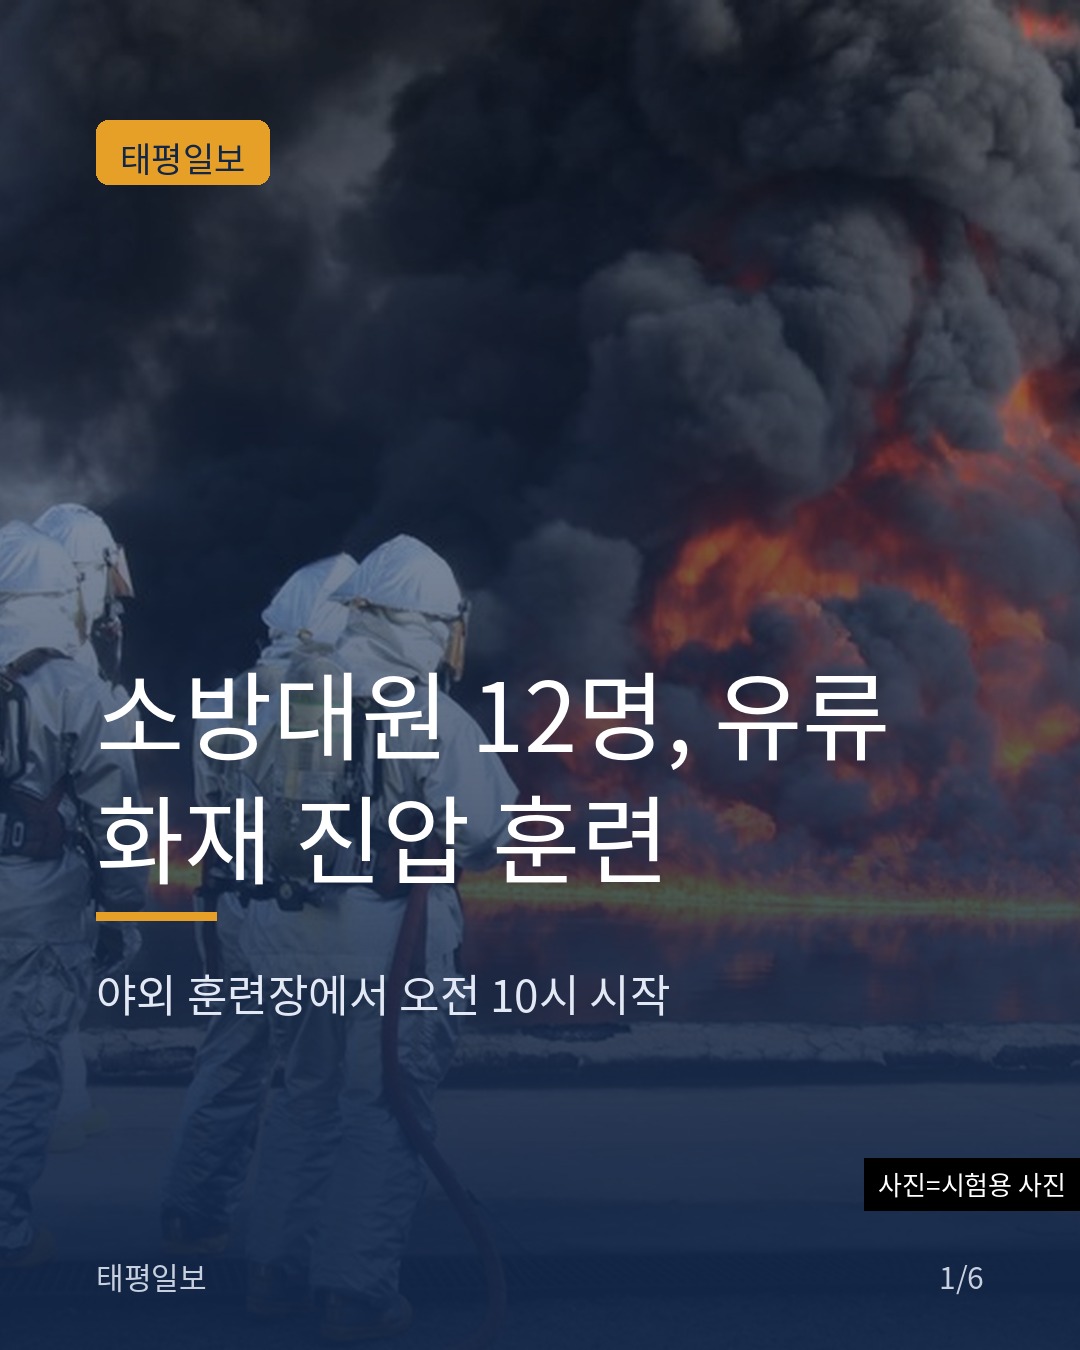 태평일보
소방대원 12명, 유류
화재 진압 훈련
야외 훈련장에서 오전 10시 시작
사진=시험용 사진
태평일보
1/6